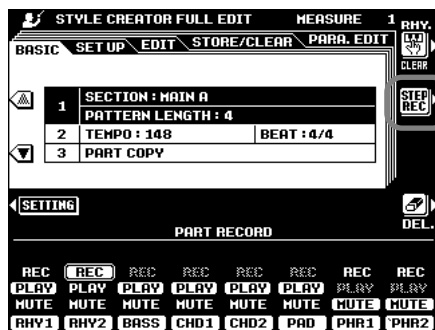 STYLE CREATOR FULL EDIT MEASURE 1 RHY.
BASIC SET UP EDIT STORE/CLEAR PARA. EDIT
CLEAR
1 SECTION : MAIN A
PATTERN LENGTH : 4
STEP REC
2 TEMPO : 148 BEAT : 4/4
3 PART COPY
SETTING
DEL.
PART RECORD
REC REC REC REC REC REC REC REC
PLAY PLAY PLAY PLAY PLAY PLAY PLAY PLAY
MUTE MUTE MUTE MUTE MUTE MUTE MUTE MUTE
RHY1 RHY2 BASS CHD1 CHD2 PAD PHR1 PHR2